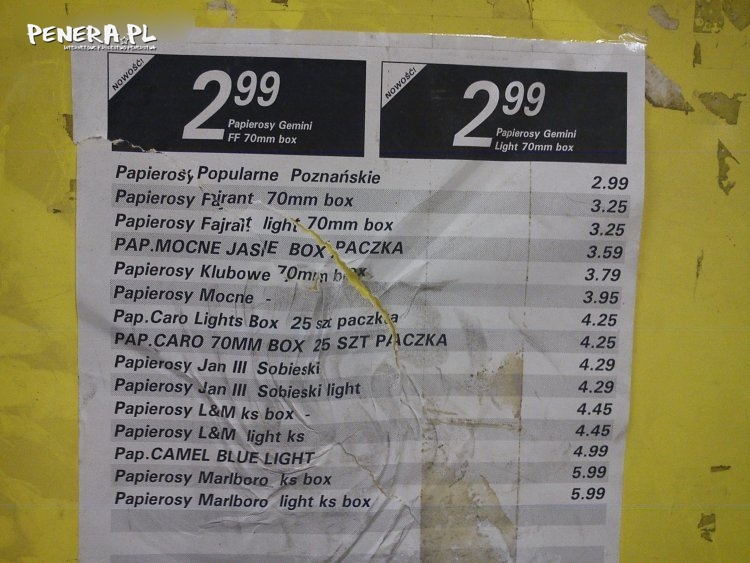 PENERA.PL
INTERNETOWE KRÓLESTWO PENERSTWA
NOWOŚĆ!
2 99
Papierosy Gemini
FF 70mm box
NOWOŚĆ!
2 99
Papierosy Gemini
Light 70mm box
Papierosy Popularne Poznańskie 2.99
Papierosy Fajrant 70mm box 3.25
Papierosy Fajrant light 70mm box 3.25
PAP.MOCNE JASIE BOX PACZKA 3.59
Papierosy Klubowe 70mm box 3.79
Papierosy Mocne - 3.95
Pap.Caro Lights Box 25 szt paczka 4.25
PAP.CARO 70MM BOX 25 SZT PACZKA 4.25
Papierosy Jan III Sobieski 4.29
Papierosy Jan III Sobieski light 4.29
Papierosy L&M ks box - 4.45
Papierosy L&M light ks 4.45
Pap.CAMEL BLUE LIGHT 4.99
Papierosy Marlboro ks box 5.99
Papierosy Marlboro light ks box 5.99